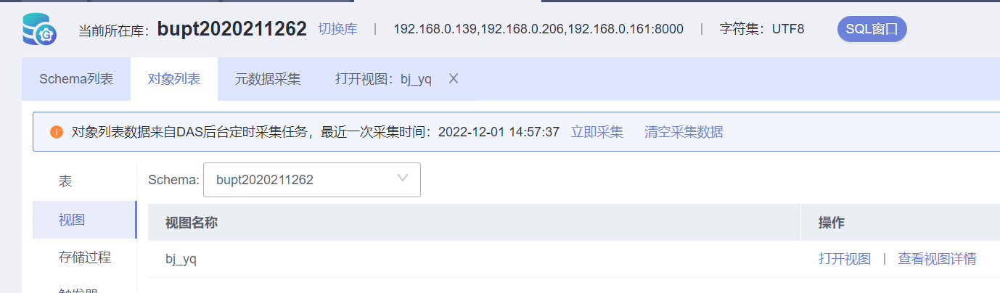 当前所在库：bupt2020211262 切换库 | 192.168.0.139,192.168.0.206,192.168.0.161:8000 | 字符集：UTF8 SQL窗口
Schema列表 对象列表 元数据采集 打开视图：bj_yq X
对象列表数据来自DAS后台定时采集任务，最近一次采集时间：2022-12-01 14:57:37 立即采集 清空采集数据
表
Schema: bupt2020211262
视图
视图名称 操作
存储过程
bj_yq 打开视图 | 查看视图详情